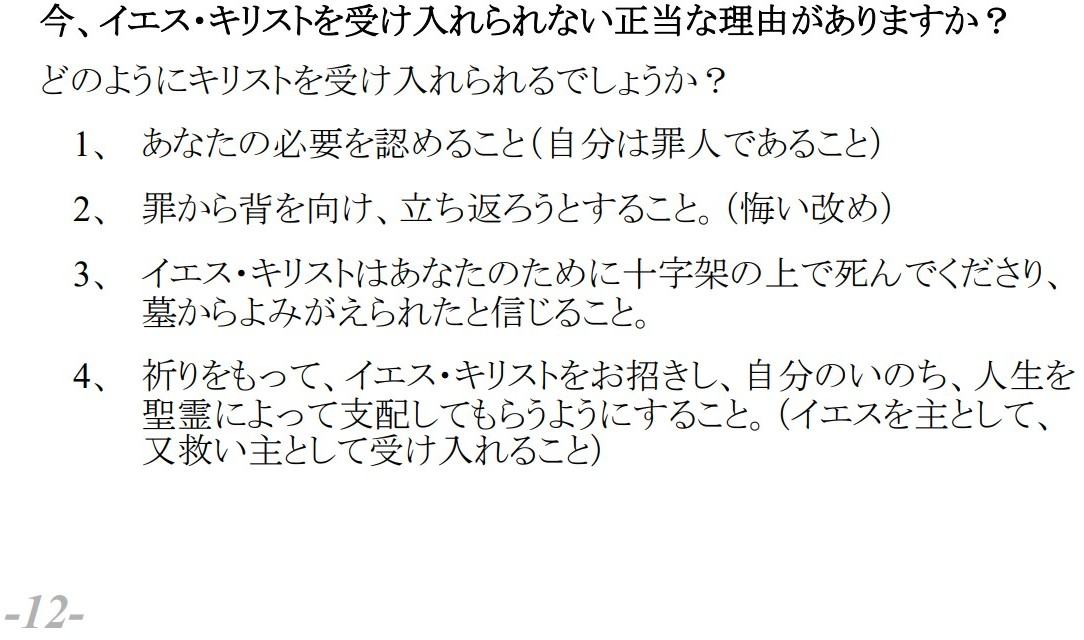 今、イエス・キリストを受け入れられない正当な理由がありますか？
どのようにキリストを受け入れられるでしょうか？
1、 あなたの必要を認めること（自分は罪人であること）
2、 罪から背を向け、立ち返ろうとすること。（悔い改め）
3、 イエス・キリストはあなたのために十字架の上で死んでくださり、
墓からよみがえられたと信じること。
4、 祈りをもって、イエス・キリストをお招きし、自分のいのち、人生を
聖霊によって支配してもらうようにすること。（イエスを主として、
又救い主として受け入れること）
-12-